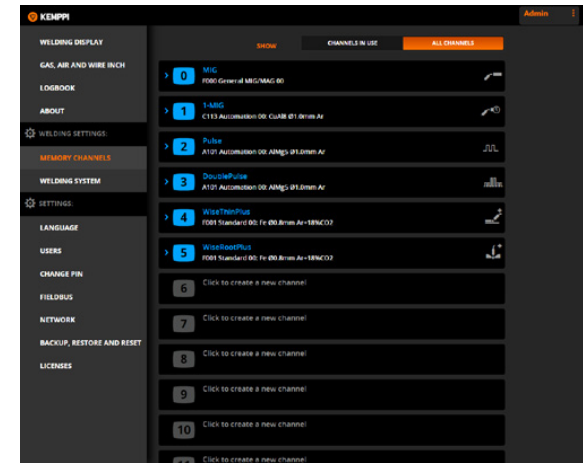 KEMPPI
Admin
WELDING DISPLAY
GAS, AIR AND WIRE INCH
LOGBOOK
ABOUT
WELDING SETTINGS:
MEMORY CHANNELS
WELDING SYSTEM
SETTINGS:
LANGUAGE
USERS
CHANGE PIN
FIELDBUS
NETWORK
BACKUP, RESTORE AND RESET
LICENSES
SHOW
CHANNELS IN USE
ALL CHANNELS
0
MIG
F000 General MIG/MAG 00
1
1-MIG
C113 Automation 00: CuAl8 Ø1.0mm Ar
2
Pulse
A101 Automation 00: AlMg5 Ø1.0mm Ar
3
DoublePulse
A101 Automation 00: AlMg5 Ø1.0mm Ar
4
WiseThinPlus
F001 Standard 00: Fe Ø0.8mm Ar+18%CO2
5
WiseRootPlus
F001 Standard 00: Fe Ø0.8mm Ar+18%CO2
6
Click to create a new channel
7
Click to create a new channel
8
Click to create a new channel
9
Click to create a new channel
10
Click to create a new channel
Click to create a new channel